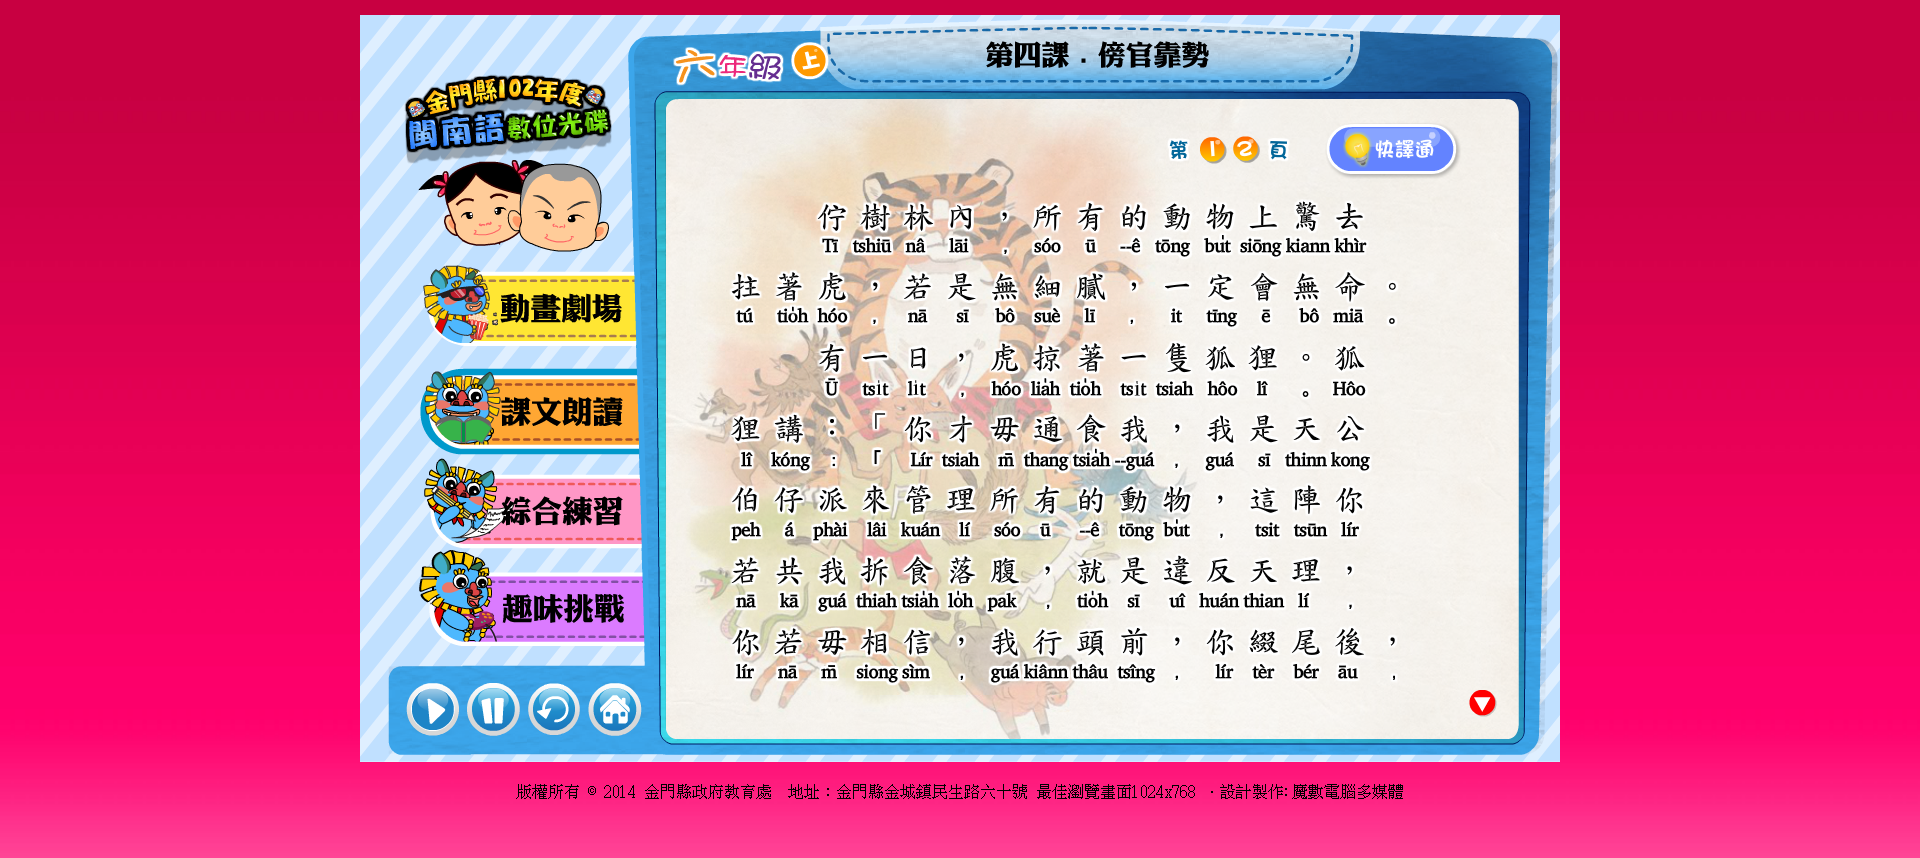 六年級 上
第四課．傍官靠勢
金門縣102年度
閩南語數位光碟
第 1 2 頁
快譯通
佇樹林內，所有的動物上驚去
Tī tshiū nâ lāi , sóo ū --ê tōng bu̍t siōng kiann khìr
拄著虎，若是無細膩，一定會無命。
tú tio̍h hóo , nā sī bô suè lī , it tīng ē bô miā 。
有一日，虎掠著一隻狐狸。狐
Ū tsi̍t li̍t , hóo lia̍h tio̍h tsi̍t tsiah hôo lî 。 Hôo
狸講：「你才毋通食我，我是天公
lî kóng : 「 Lír tsiah m̄ thang tsia̍h --guá , guá sī thinn kong
伯仔派來管理所有的動物，這陣你
peh á phài lâi kuán lí sóo ū --ê tōng bu̍t , tsit tsūn lír
若共我拆食落腹，就是違反天理，
nā kā guá thiah tsia̍h lo̍h pak , tio̍h sī uî huán thian lí ,
你若毋相信，我行頭前，你綴尾後，
lír nā m̄ siong sìm , guá kiânn thâu tsîng , lír tèr bér āu ,
動畫劇場
課文朗讀
綜合練習
趣味挑戰
版權所有 © 2014 金門縣政府教育處 地址：金門縣金城鎮民生路六十號 最佳瀏覽畫面1024x768 ．設計製作:魔數電腦多媒體